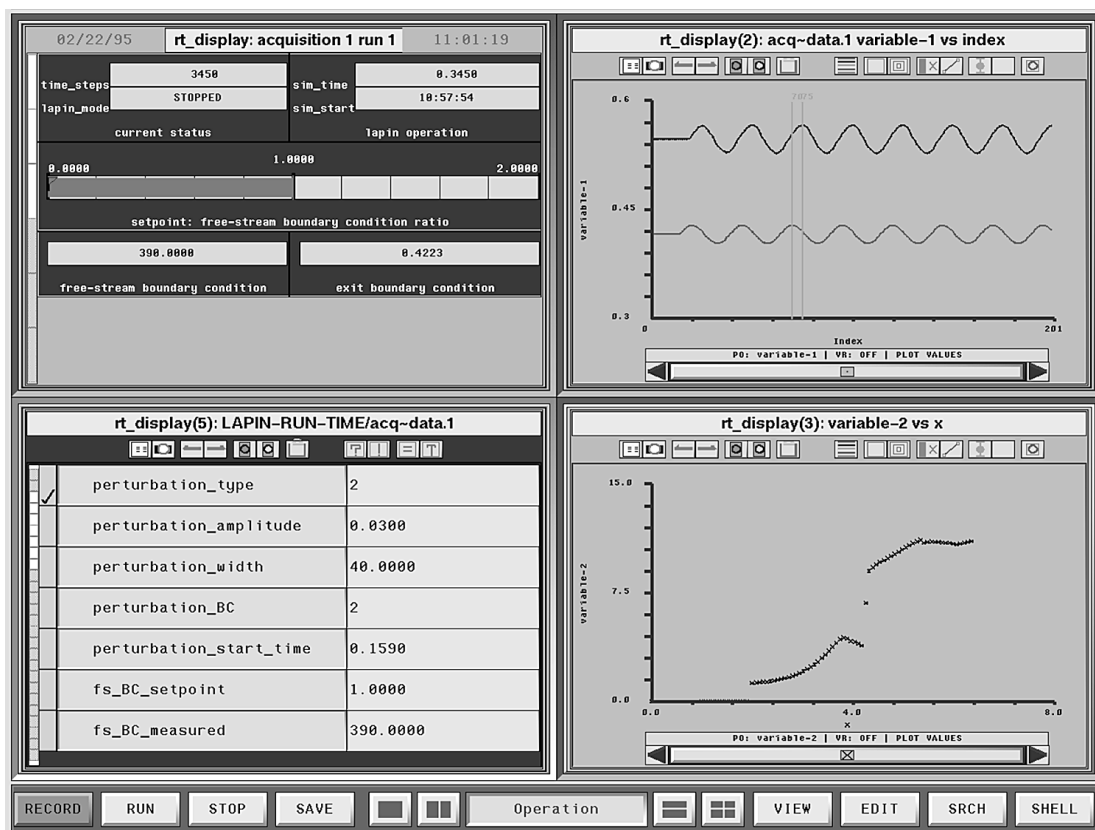 02/22/95 rt_display: acquisition 1 run 1 11:01:19
time_steps 3450 sim_time 0.3450
lapin_mode STOPPED sim_start 10:57:54
current status lapin operation
0.0000 1.0000 2.0000
setpoint: free-stream boundary condition ratio
390.0000 0.4223
free-stream boundary condition exit boundary condition
rt_display(2): acq~data.1 variable-1 vs index
7075
0.6
0.45
0.3
variable-1
0 201
Index
PO: variable-1 | VR: OFF | PLOT VALUES
rt_display(5): LAPIN-RUN-TIME/acq~data.1
perturbation_type 2
perturbation_amplitude 0.0300
perturbation_width 40.0000
perturbation_BC 2
perturbation_start_time 0.1590
fs_BC_setpoint 1.0000
fs_BC_measured 390.0000
rt_display(3): variable-2 vs x
15.0
7.5
0.0
variable-2
0.0 4.0 8.0
x
PO: variable-2 | VR: OFF | PLOT VALUES
RECORD RUN STOP SAVE Operation VIEW EDIT SRCH SHELL